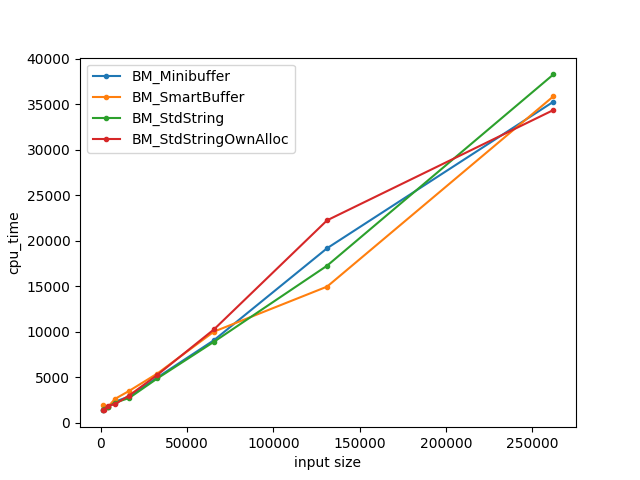 40000
35000
30000
25000
20000
15000
10000
5000
0
cpu_time
BM_Minibuffer
BM_SmartBuffer
BM_StdString
BM_StdStringOwnAlloc
0 50000 100000 150000 200000 250000
input size